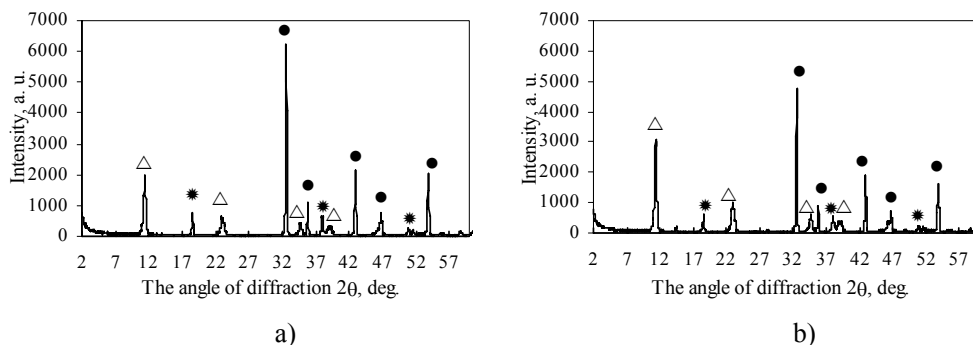 a)
7000
6000
5000
4000
3000
2000
1000
0
Intensity, a. u.
2 7 12 17 22 27 32 37 42 47 52 57
The angle of diffraction 2θ, deg.
a)
b)
7000
6000
5000
4000
3000
2000
1000
0
Intensity, a. u.
2 7 12 17 22 27 32 37 42 47 52 57
The angle of diffraction 2θ, deg.
b)